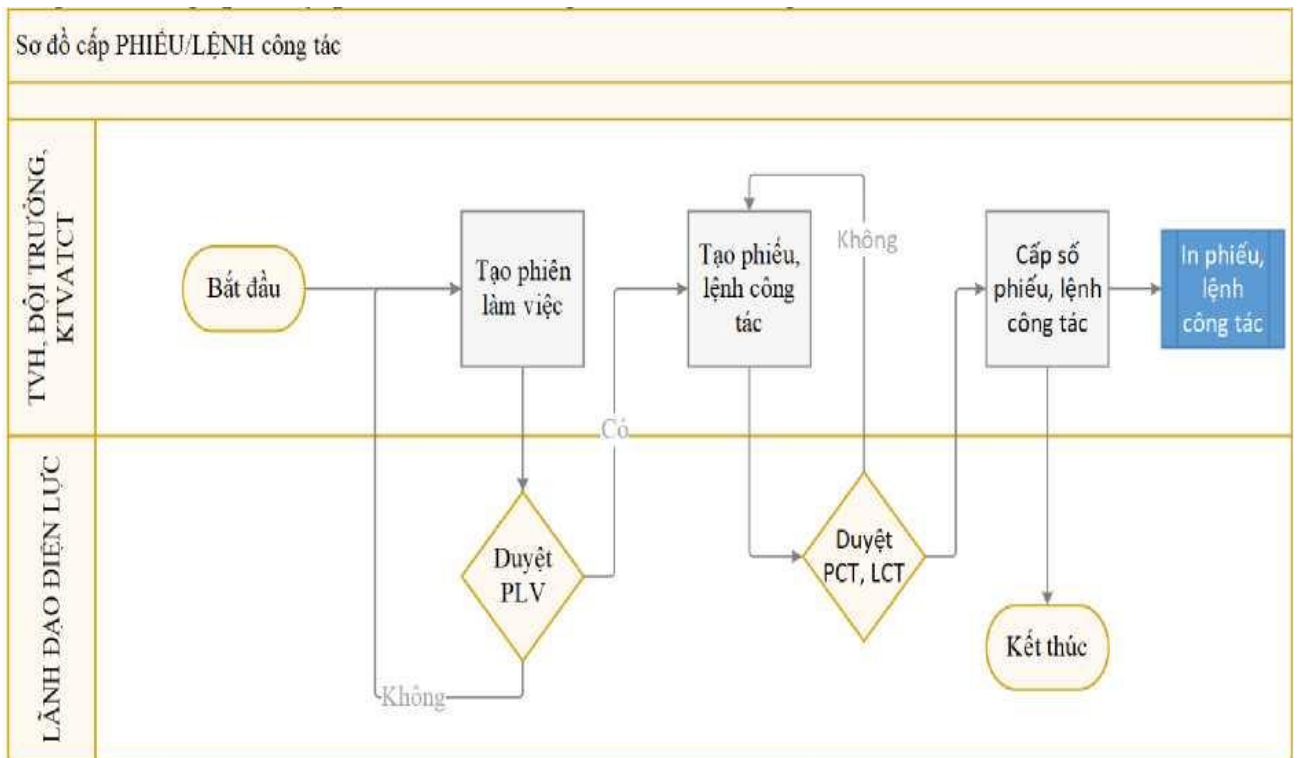 Sơ đồ cấp PHIẾU/LỆNH công tác
TVH, ĐỘI TRƯỞNG,
KTVATCT
Bắt đầu
Tạo phiên
làm việc
Tạo phiếu,
lệnh công
tác
Không
Cấp số
phiếu, lệnh
công tác
In phiếu,
lệnh
công tác
Có
LÃNH ĐẠO ĐIỆN LỰC
Duyệt
PLV
Không
Duyệt
PCT, LCT
Kết thúc